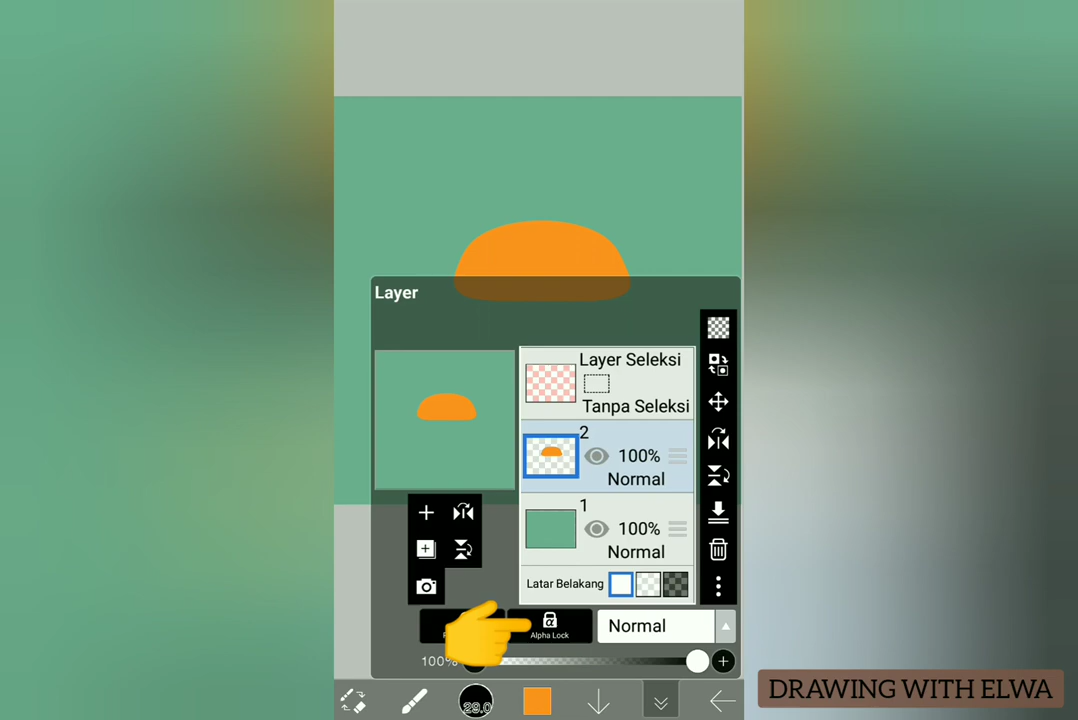 Layer
Layer Seleksi
Tanpa Seleksi
2
100%
Normal
1
100%
Normal
Latar Belakang
Alpha Lock
Normal
100%
29.0
DRAWING WITH ELWA